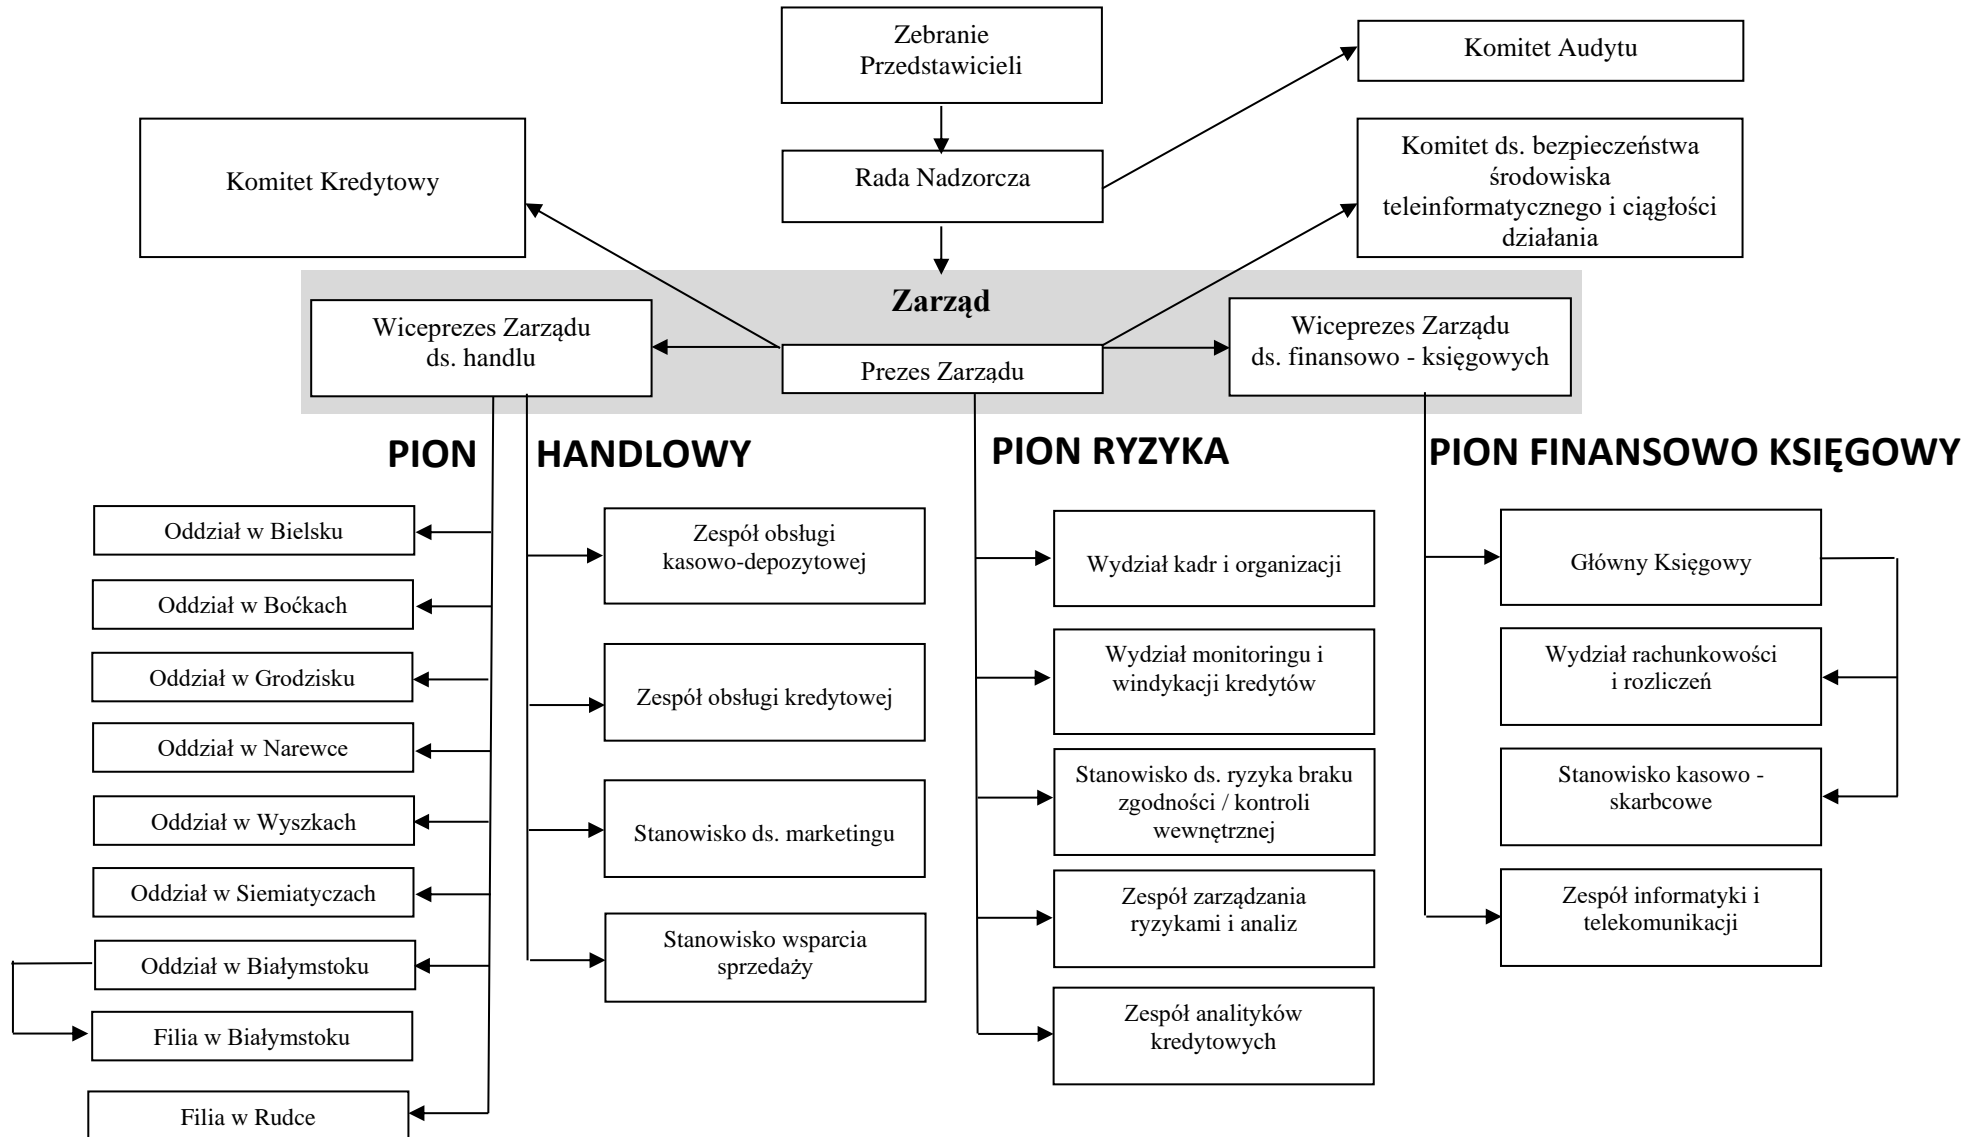 Zebranie
Przedstawicieli
Komitet Audytu
Komitet Kredytowy
Rada Nadzorcza
Komitet ds. bezpieczeństwa
środowiska
teleinformatycznego i ciągłości
działania
Zarząd
Wiceprezes Zarządu
ds. handlu
Prezes Zarządu
Wiceprezes Zarządu
ds. finansowo - księgowych
PION HANDLOWY
PION RYZYKA
PION FINANSOWO KSIĘGOWY
Oddział w Bielsku
Oddział w Boćkach
Oddział w Grodzisku
Oddział w Narewce
Oddział w Wyszkach
Oddział w Siemiatyczach
Oddział w Białymstoku
Filia w Białymstoku
Filia w Rudce
Zespół obsługi
kasowo-depozytowej
Zespół obsługi kredytowej
Stanowisko ds. marketingu
Stanowisko wsparcia
sprzedaży
Wydział kadr i organizacji
Wydział monitoringu i
windykacji kredytów
Stanowisko ds. ryzyka braku
zgodności / kontroli
wewnętrznej
Zespół zarządzania
ryzykami i analiz
Zespół analityków
kredytowych
Główny Księgowy
Wydział rachunkowości
i rozliczeń
Stanowisko kasowo -
skarbcowe
Zespół informatyki i
telekomunikacji